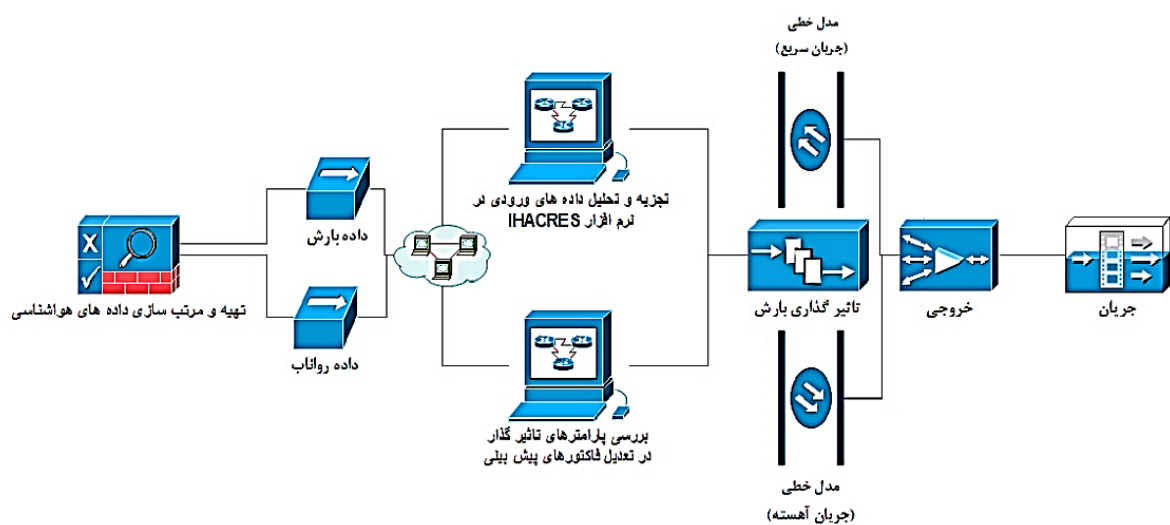 تهیه و مرتب سازی داده های هواشناسی
داده بارش
داده رواناب
تجزیه و تحلیل داده های ورودی در
نرم افزار IHACRES
بررسی پارامترهای تاثیر گذار
در تعدیل فاکتورهای پیش بینی
مدل خطی
(جریان سریع)
تاثیر گذاری بارش
مدل خطی
(جریان آهسته)
خروجی
جریان